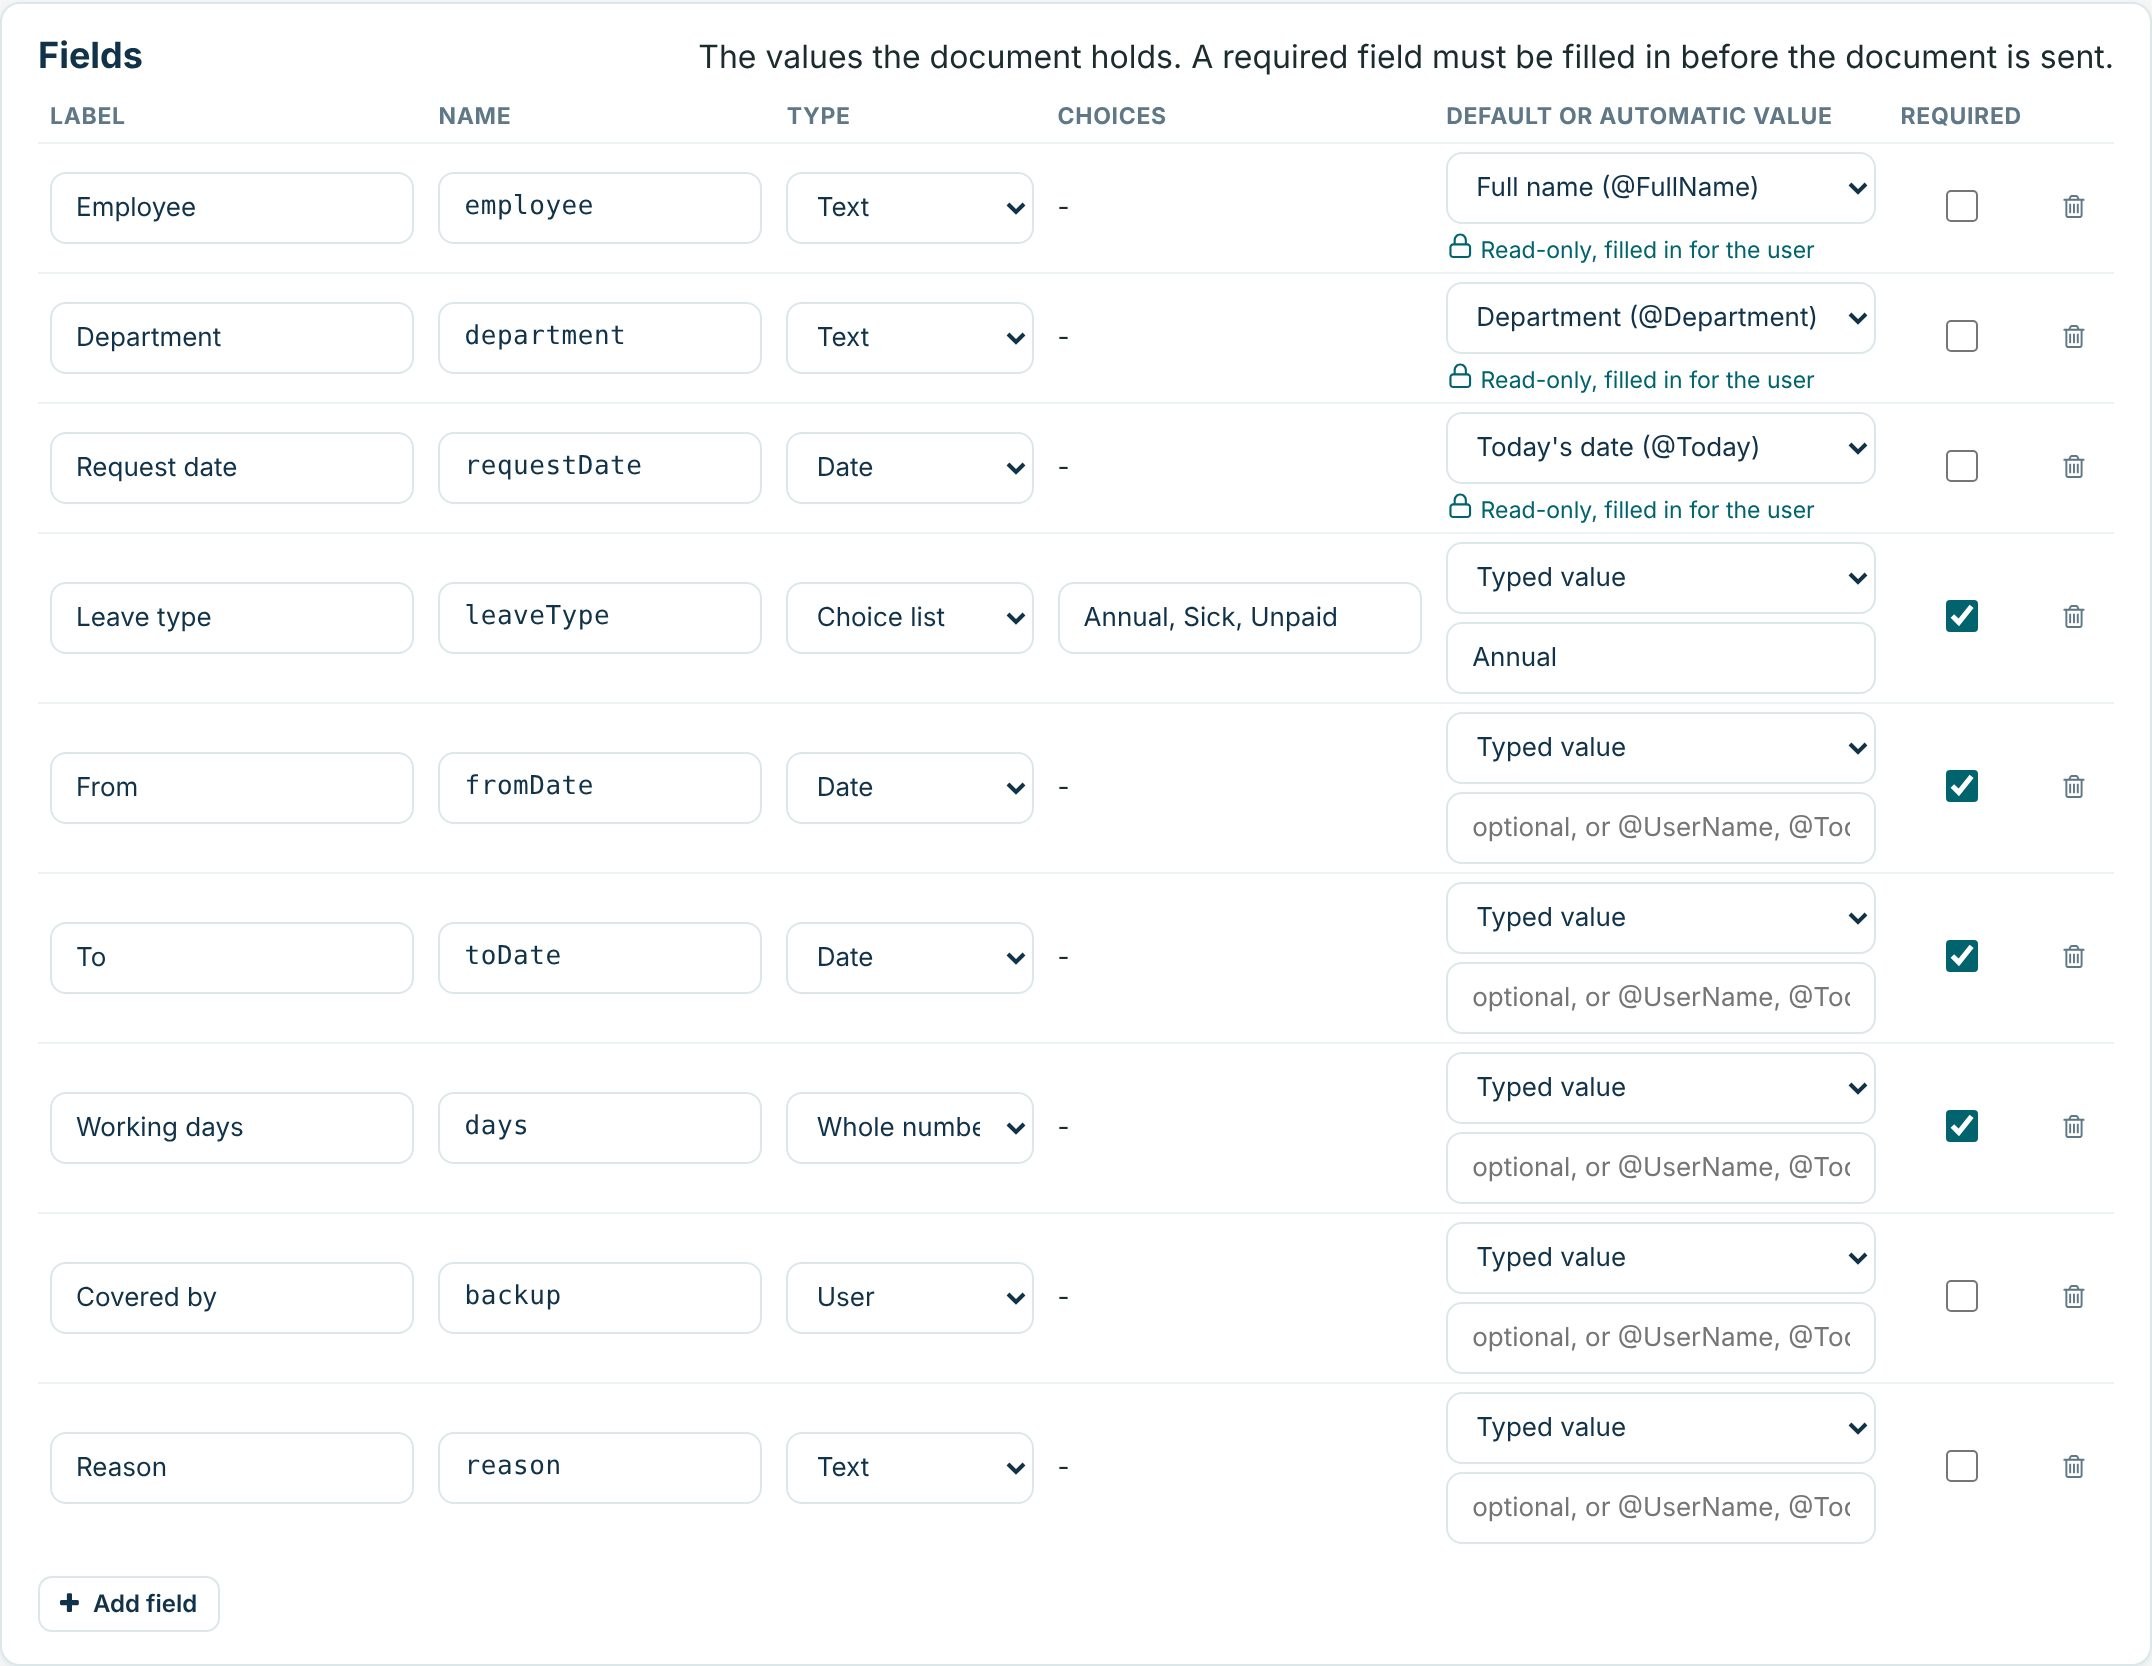 Fields
The values the document holds. A required field must be filled in before the document is sent.
LABEL NAME TYPE CHOICES DEFAULT OR AUTOMATIC VALUE REQUIRED
Employee employee Text - Full name (@FullName)
Read-only, filled in for the user
Department department Text - Department (@Department)
Read-only, filled in for the user
Request date requestDate Date - Today's date (@Today)
Read-only, filled in for the user
Leave type leaveType Choice list Annual, Sick, Unpaid Typed value
Annual
From fromDate Date - Typed value
optional, or @UserName, @Toc
To toDate Date - Typed value
optional, or @UserName, @Toc
Working days days Whole numbe - Typed value
optional, or @UserName, @Toc
Covered by backup User - Typed value
optional, or @UserName, @Toc
Reason reason Text - Typed value
optional, or @UserName, @Toc
Add field